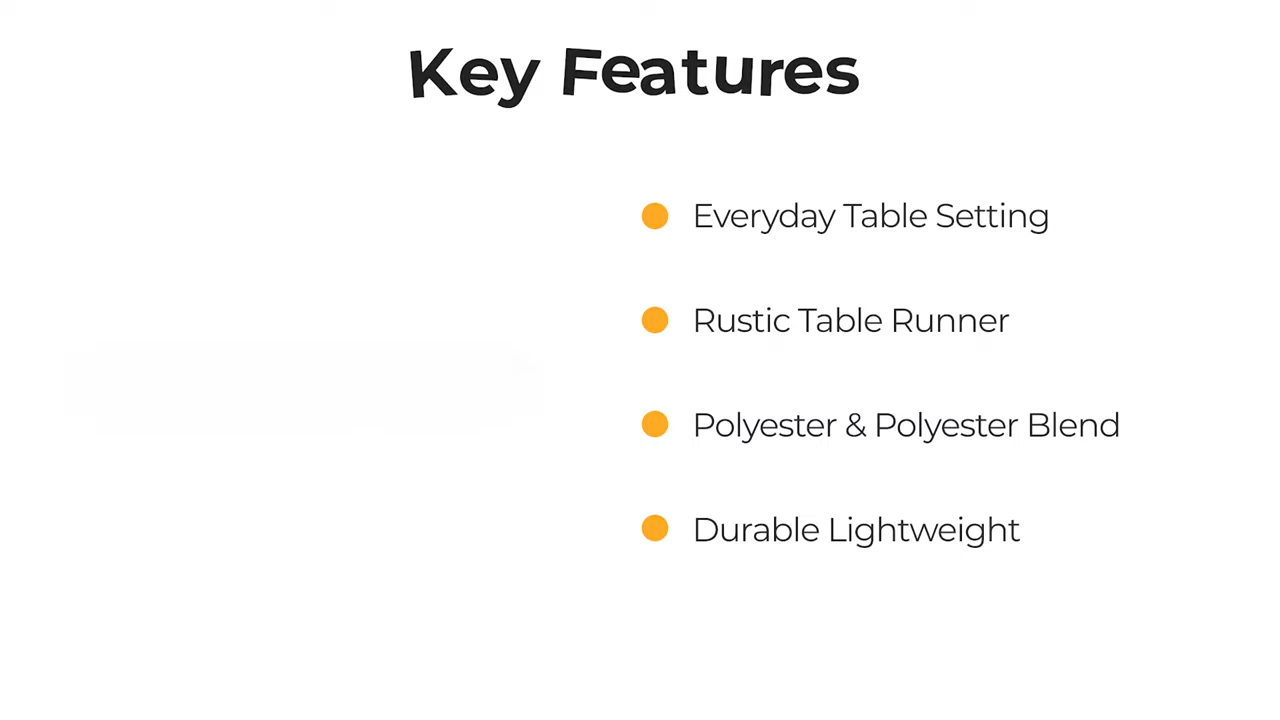 Key Features
Everyday Table Setting
Rustic Table Runner
Polyester & Polyester Blend
Durable Lightweight